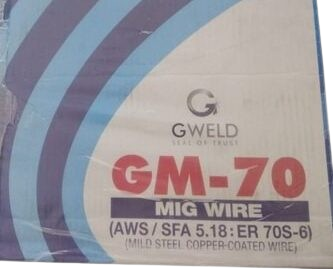 GWELD
SEAL OF TRUST
GM-70
MIG WIRE
(AWS / SFA 5.18 : ER 70S-6)
(MILD STEEL COPPER COATED WIRE)